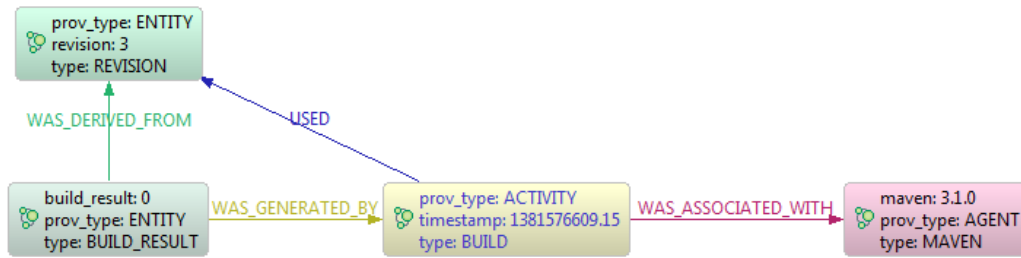 prov_type: ENTITY
revision: 3
type: REVISION
WAS_DERIVED_FROM
USED
build_result: 0
prov_type: ENTITY
type: BUILD_RESULT
WAS_GENERATED_BY
prov_type: ACTIVITY
timestamp: 1381576609.15
type: BUILD
WAS_ASSOCIATED_WITH
maven: 3.1.0
prov_type: AGENT
type: MAVEN